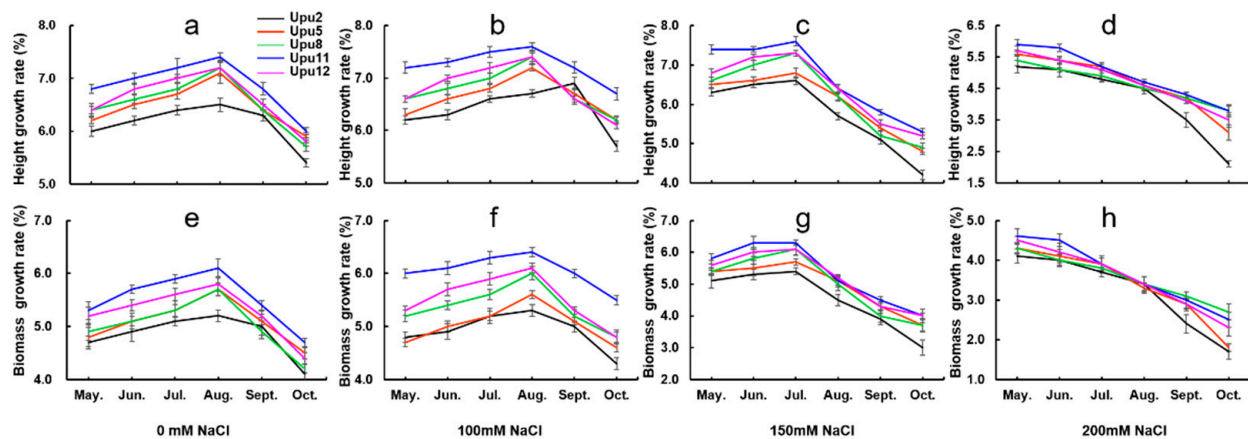 Upu2
Upu5
Upu8
Upu11
Upu12
a
b
c
d
Height growth rate (%)
8.0
7.0
6.0
5.0
Height growth rate (%)
8.0
7.0
6.0
5.0
Height growth rate (%)
8.0
7.0
6.0
5.0
4.0
Height growth rate (%)
6.5
5.5
4.5
3.5
2.5
1.5
e
f
g
h
Biomass growth rate (%)
7.0
6.0
5.0
4.0
Biomass growth rate (%)
7.0
6.0
5.0
4.0
Biomass growth rate (%)
7.0
6.0
5.0
4.0
3.0
2.0
Biomass growth rate (%)
5.0
4.0
3.0
2.0
1.0
May. Jun. Jul. Aug. Sept. Oct.
May. Jun. Jul. Aug. Sept. Oct.
May. Jun. Jul. Aug. Sept. Oct.
May. Jun. Jul. Aug. Sept. Oct.
0 mM NaCl
100mM NaCl
150mM NaCl
200mM NaCl